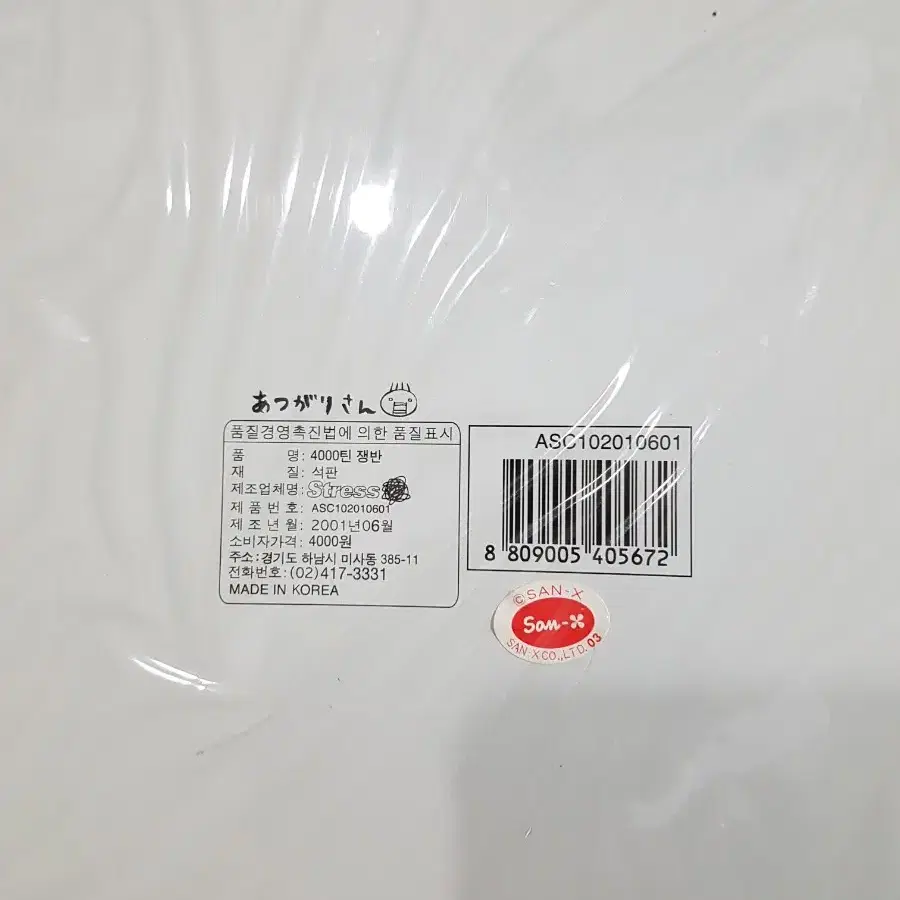 あつがりさん
품질경영촉진법에 의한 품질표시
품 명: 4000틴 쟁반
재 질: 석판
제조업체명: Stress
제 품 번 호: ASC102010601
제 조 년 월: 2001년06월
소비자가격: 4000원
주소: 경기도 하남시 미사동 385-11
전화번호: (02)417-3331
MADE IN KOREA
ASC102010601
8 809005 405672
©SAN-X
San-X
SAN-X CO., LTD. 03